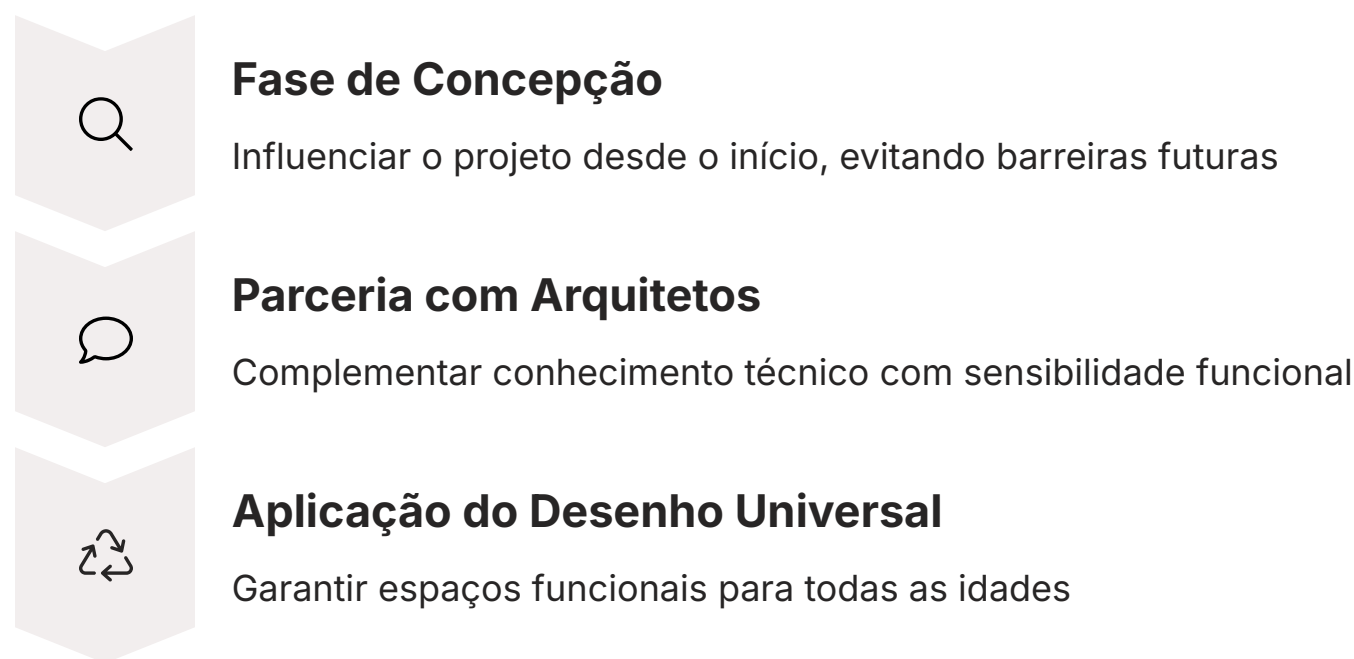 Fase de Concepção
Influenciar o projeto desde o início, evitando barreiras futuras
Parceria com Arquitetos
Complementar conhecimento técnico com sensibilidade funcional
Aplicação do Desenho Universal
Garantir espaços funcionais para todas as idades